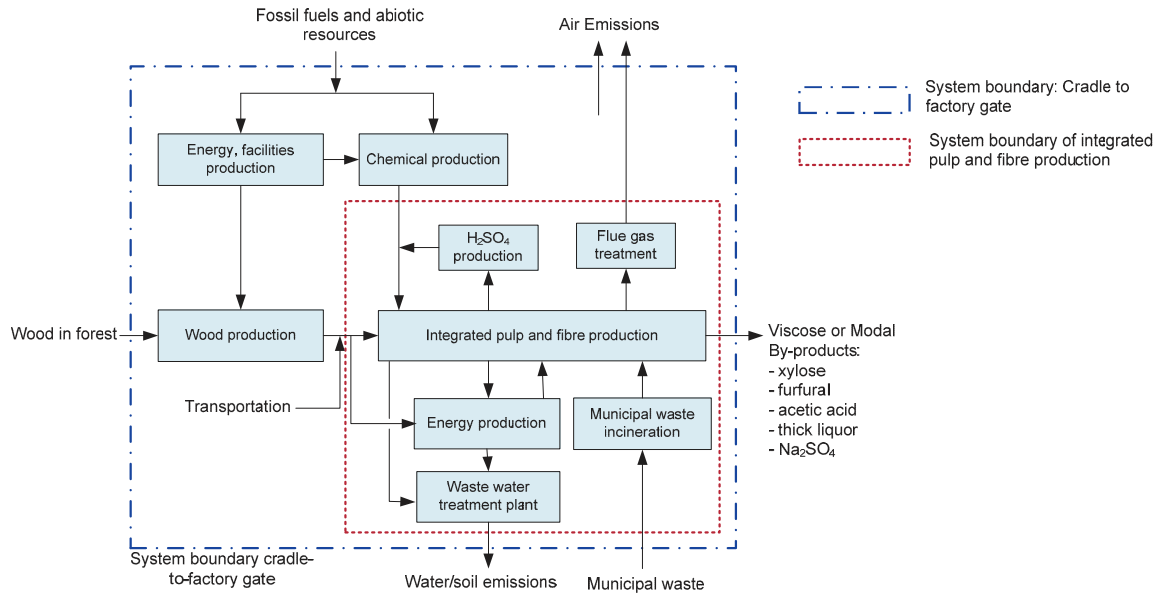 Fossil fuels and abiotic
resources
Air Emissions
System boundary: Cradle to
factory gate
System boundary of integrated
pulp and fibre production
Energy, facilities
production
Chemical production
H₂SO₄
production
Flue gas
treatment
Wood in forest
Wood production
Integrated pulp and fibre production
Viscose or Modal
By-products:
- xylose
- furfural
- acetic acid
- thick liquor
- Na₂SO₄
Transportation
Energy production
Municipal waste
incineration
Waste water
treatment plant
System boundary cradle-
to-factory gate
Water/soil emissions
Municipal waste